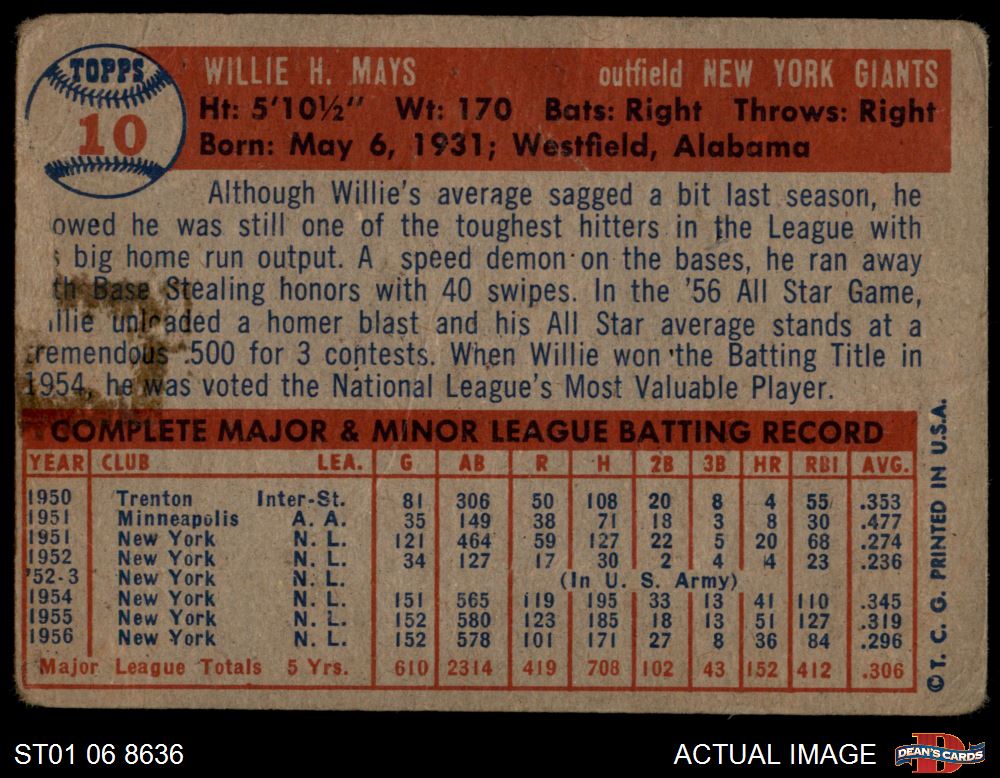 TOPPS
10
WILLIE H. MAYS outfield NEW YORK GIANTS
Ht: 5'10½" Wt: 170 Bats: Right Throws: Right
Born: May 6, 1931; Westfield, Alabama
Although Willie's average sagged a bit last season, he
owed he was still one of the toughest hitters in the League with
s big home run output. A speed demon on the bases, he ran away
th Base Stealing honors with 40 swipes. In the '56 All Star Game,
illie unloaded a homer blast and his All Star average stands at a
tremendous .500 for 3 contests. When Willie won the Batting Title in
1954, he was voted the National League's Most Valuable Player.
COMPLETE MAJOR & MINOR LEAGUE BATTING RECORD
YEAR CLUB LEA. G AB R H 2B 3B HR RBI AVG.
1950 Trenton Inter-St. 81 306 50 108 20 8 4 55 .353
1951 Minneapolis A. A. 35 149 38 71 18 3 8 30 .477
1951 New York N. L. 121 464 59 127 22 5 20 68 .274
1952 New York N. L. 34 127 17 30 2 4 4 23 .236
'52-3 New York N. L. (In U. S. Army)
1954 New York N. L. 151 565 119 195 33 13 41 110 .345
1955 New York N. L. 152 580 123 185 18 13 51 127 .319
1956 New York N. L. 152 578 101 171 27 8 36 84 .296
Major League Totals 5 Yrs. 610 2314 419 708 102 43 152 412 .306
©T. C. G. PRINTED IN U.S.A.
ST01 06 8636 ACTUAL IMAGE DEAN'S CARDS